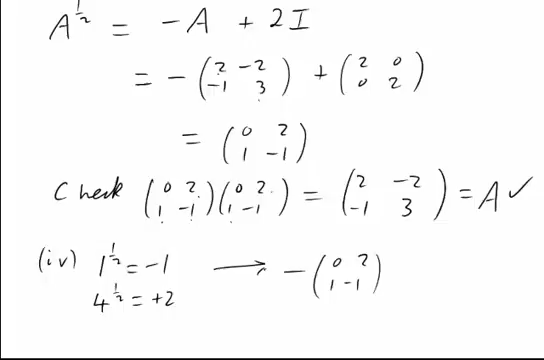 A^{1/2} = -A + 2I
= -(2 -2 / -1 3) + (2 0 / 0 2)
= (0 2 / 1 -1)
Check (0 2 / 1 -1)(0 2 / 1 -1) = (2 -2 / -1 3) = A ✓
(iv) 1^{1/2} = -1 → -(0 2 / 1 -1)
4^{1/2} = +2